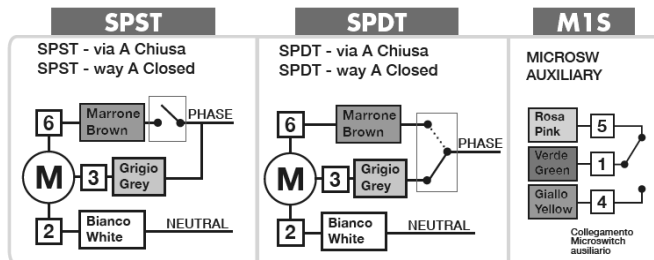 SPST
SPST - via A Chiusa
SPST - way A Closed
6
Marrone
Brown
PHASE
M
3
Grigio
Grey
2
Bianco
White
NEUTRAL
SPDT
SPDT - via A Chiusa
SPDT - way A Closed
6
Marrone
Brown
PHASE
M
3
Grigio
Grey
2
Bianco
White
NEUTRAL
M1S
MICROSW
AUXILIARY
Rosa
Pink
5
Verde
Green
1
Giallo
Yellow
4
Collegamento
Microswitch
ausiliario